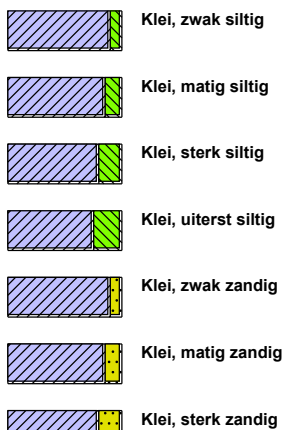 Klei, zwak siltig
Klei, matig siltig
Klei, sterk siltig
Klei, uiterst siltig
Klei, zwak zandig
Klei, matig zandig
Klei, sterk zandig